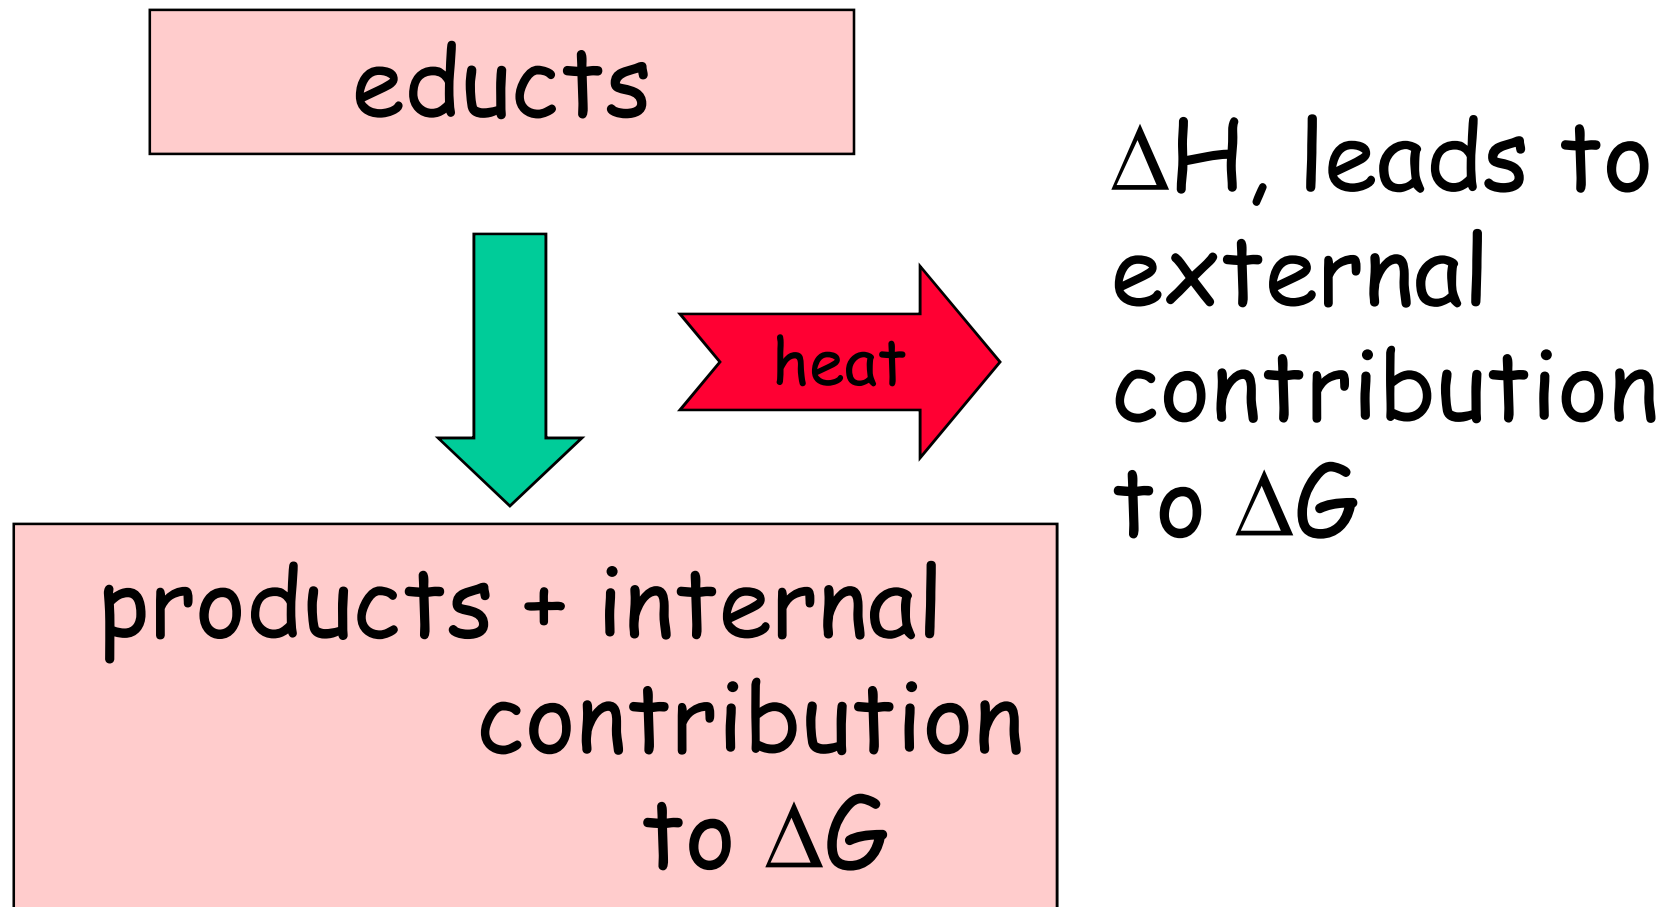 educts
heat
ΔH, leads to
external
contribution
to ΔG
products + internal
contribution
to ΔG